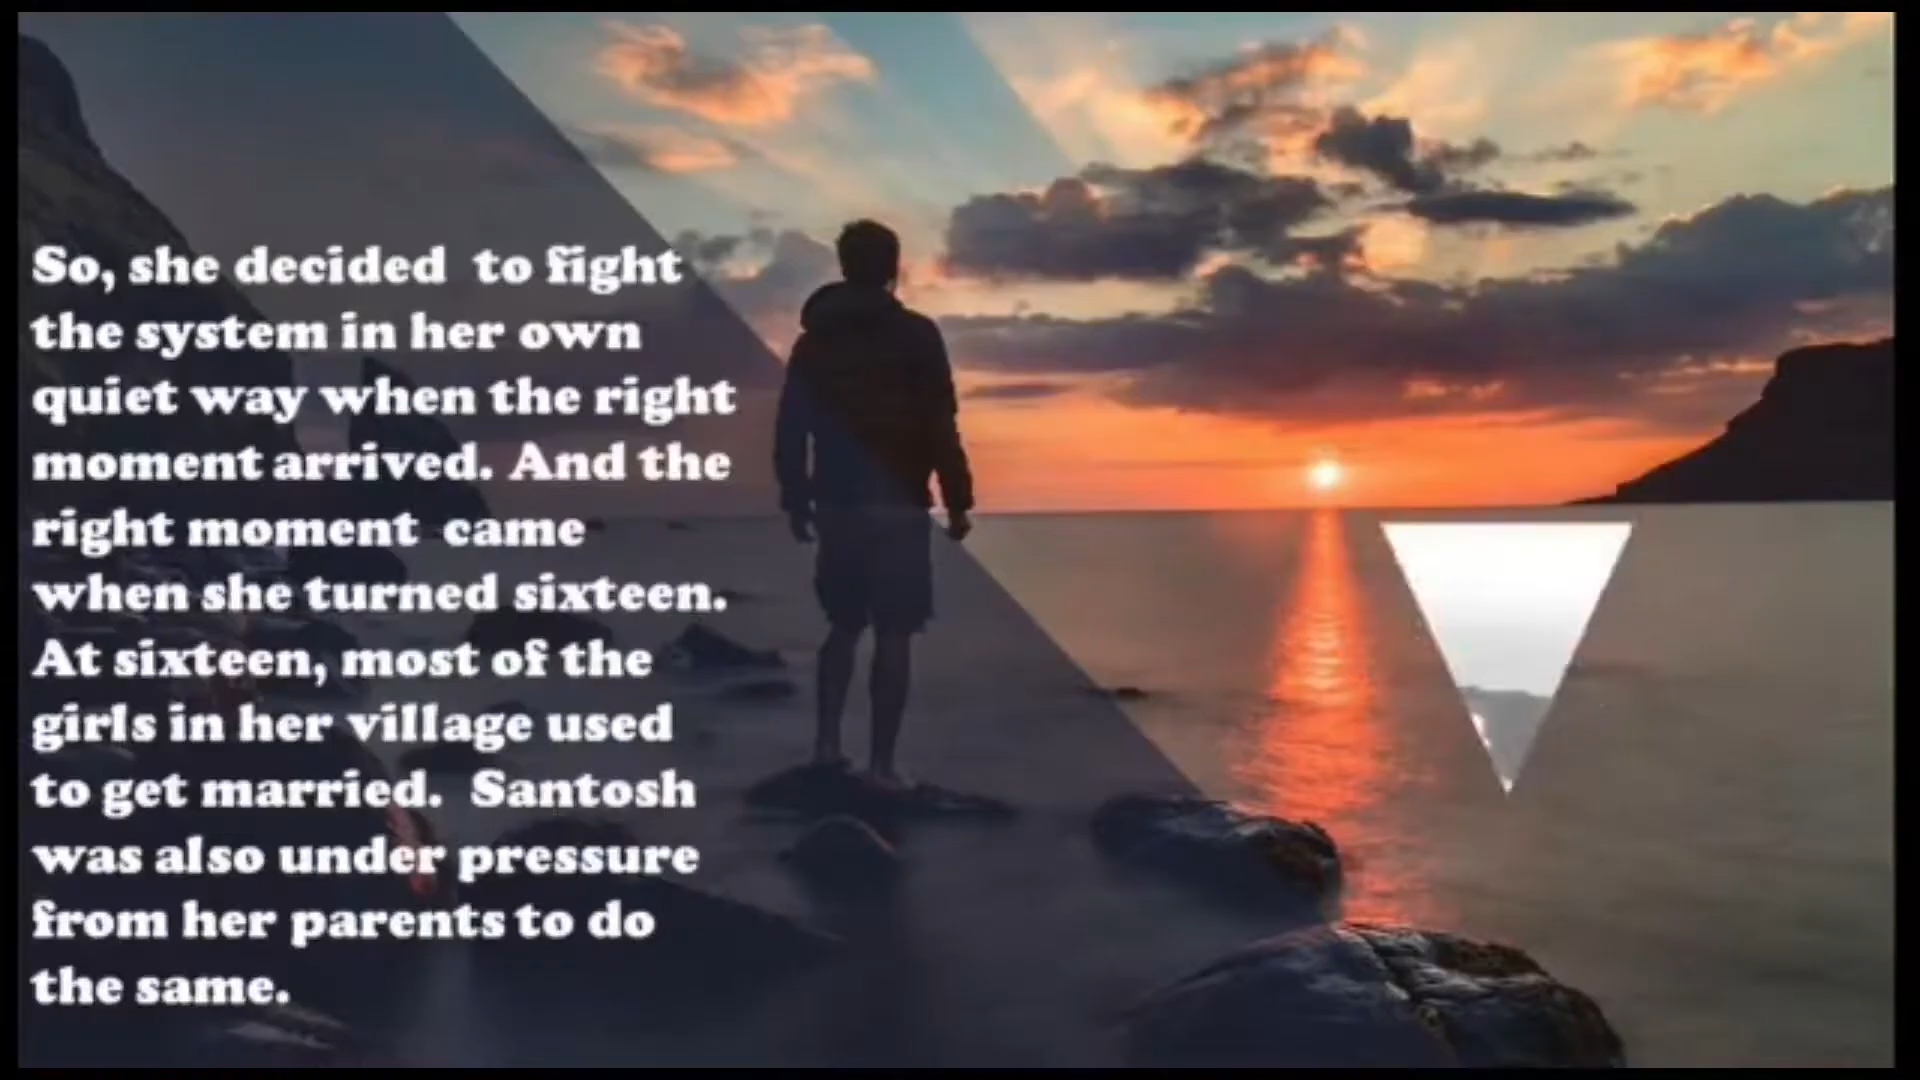 So, she decided  to fight
the system in her own
quiet way when the right
moment arrived. And the
right moment  came
when she turned sixteen.
At sixteen, most of the
girls in her village used
to get married.  Santosh
was also under pressure
from her parents to do
the same.